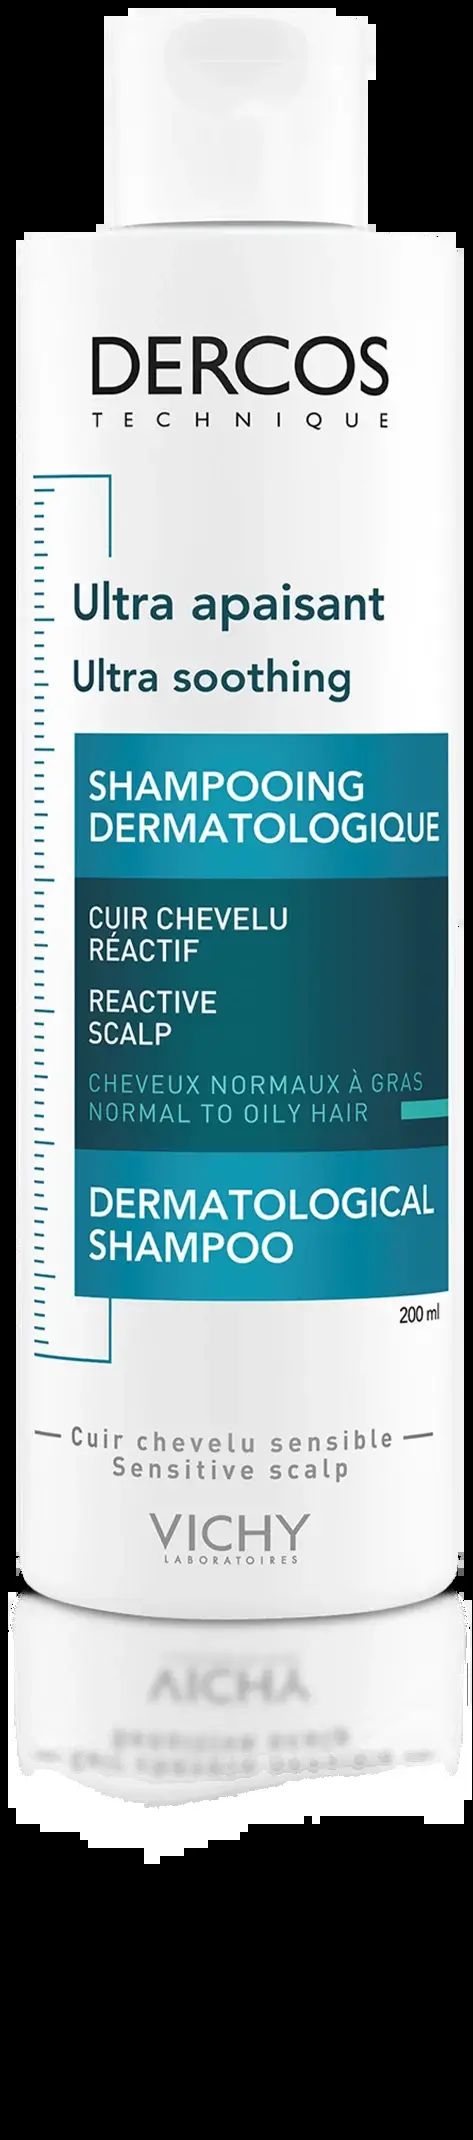 DERCOS
TECHNIQUE
Ultra apaisant
Ultra soothing
SHAMPOOING
DERMATOLOGIQUE
CUIR CHEVELU
RÉACTIF
REACTIVE
SCALP
CHEVEUX NORMAUX À GRAS
NORMAL TO OILY HAIR
DERMATOLOGICAL
SHAMPOO
200 ml
Cuir chevelu sensible
Sensitive scalp
VICHY
LABORATOIRES